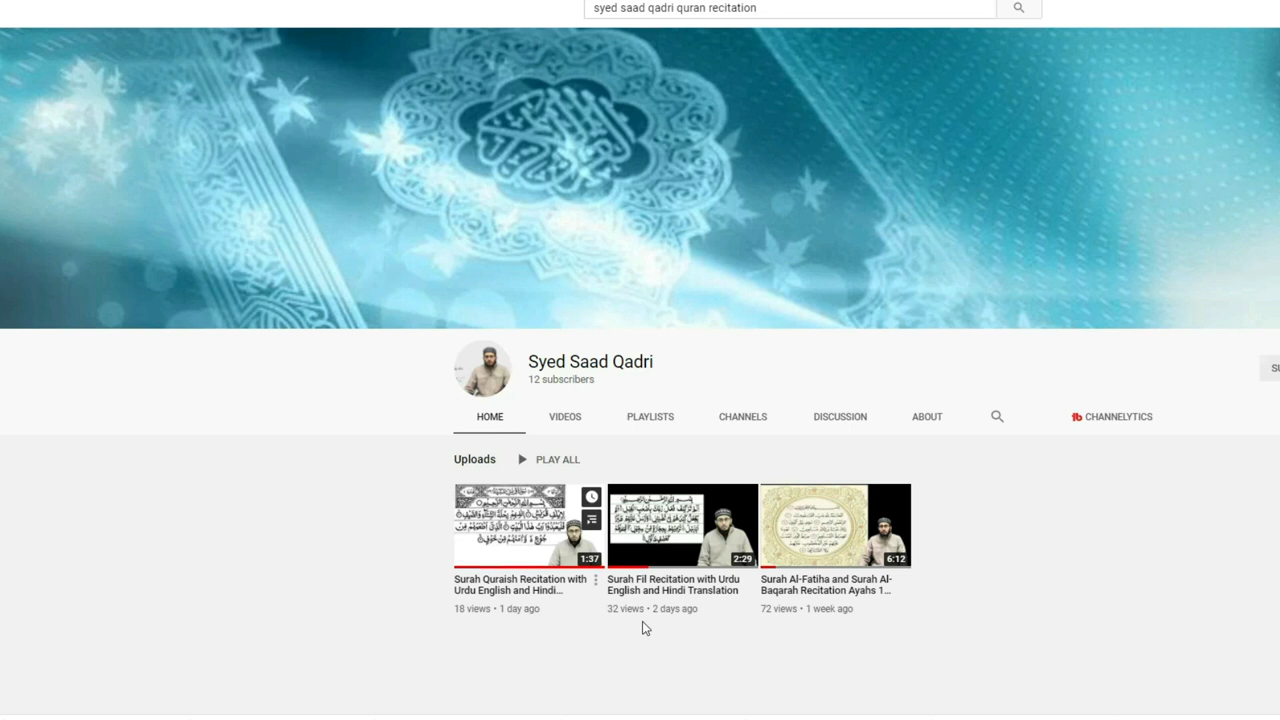 syed saad qadri quran recitation
Syed Saad Qadri
12 subscribers
HOME
VIDEOS
PLAYLISTS
CHANNELS
DISCUSSION
ABOUT
CHANNELYTICS
Uploads
PLAY ALL
1:37
2:29
6:12
Surah Quraish Recitation with
Urdu English and Hindi...
18 views • 1 day ago
Surah Fil Recitation with Urdu
English and Hindi Translation
32 views • 2 days ago
Surah Al-Fatiha and Surah Al-
Baqarah Recitation Ayahs 1...
72 views • 1 week ago